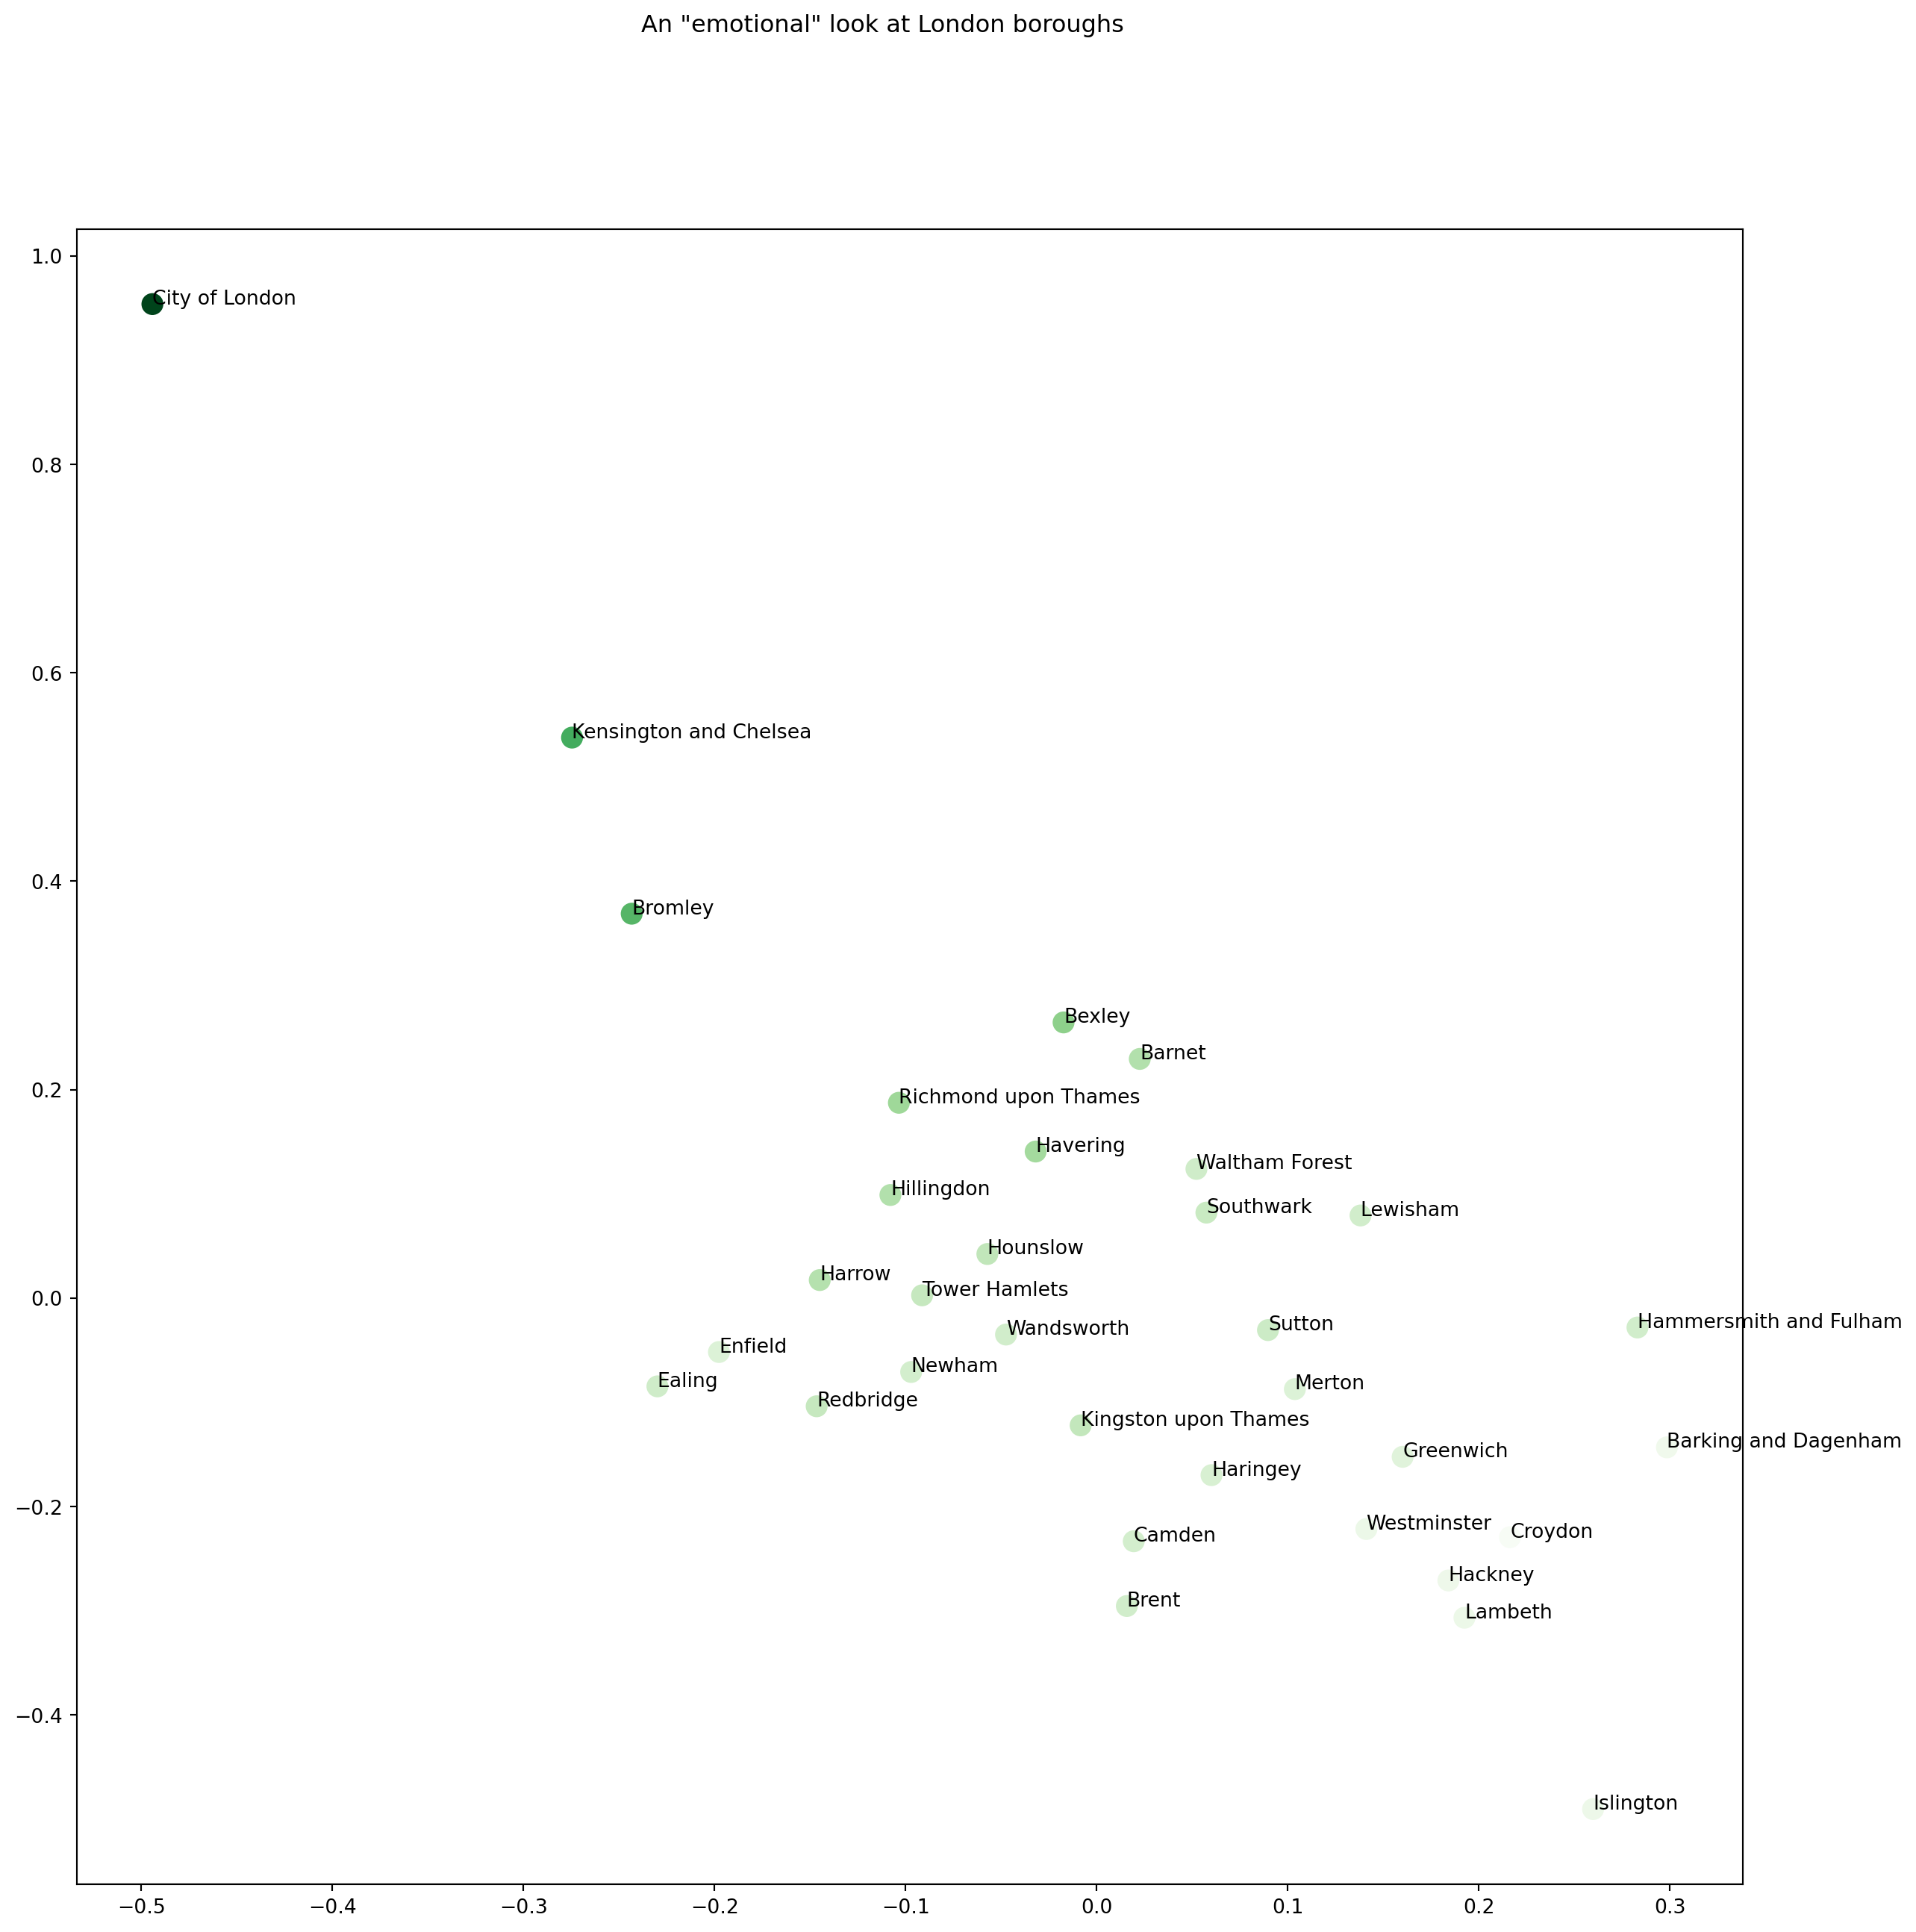 An "emotional" look at London boroughs
1.0
City of London
0.8
0.6
Kensington and Chelsea
0.4
Bromley
Bexley
Barnet
0.2
Richmond upon Thames
Havering
Waltham Forest
Hillingdon
Southwark
Lewisham
Hounslow
Harrow
0.0
Tower Hamlets
Hammersmith and Fulham
Sutton
Wandsworth
Enfield
Newham
Ealing
Merton
Redbridge
Kingston upon Thames
Barking and Dagenham
Greenwich
Haringey
−0.2
Westminster
Croydon
Camden
Hackney
Brent
Lambeth
−0.4
Islington
−0.5 −0.4 −0.3 −0.2 −0.1 0.0 0.1 0.2 0.3